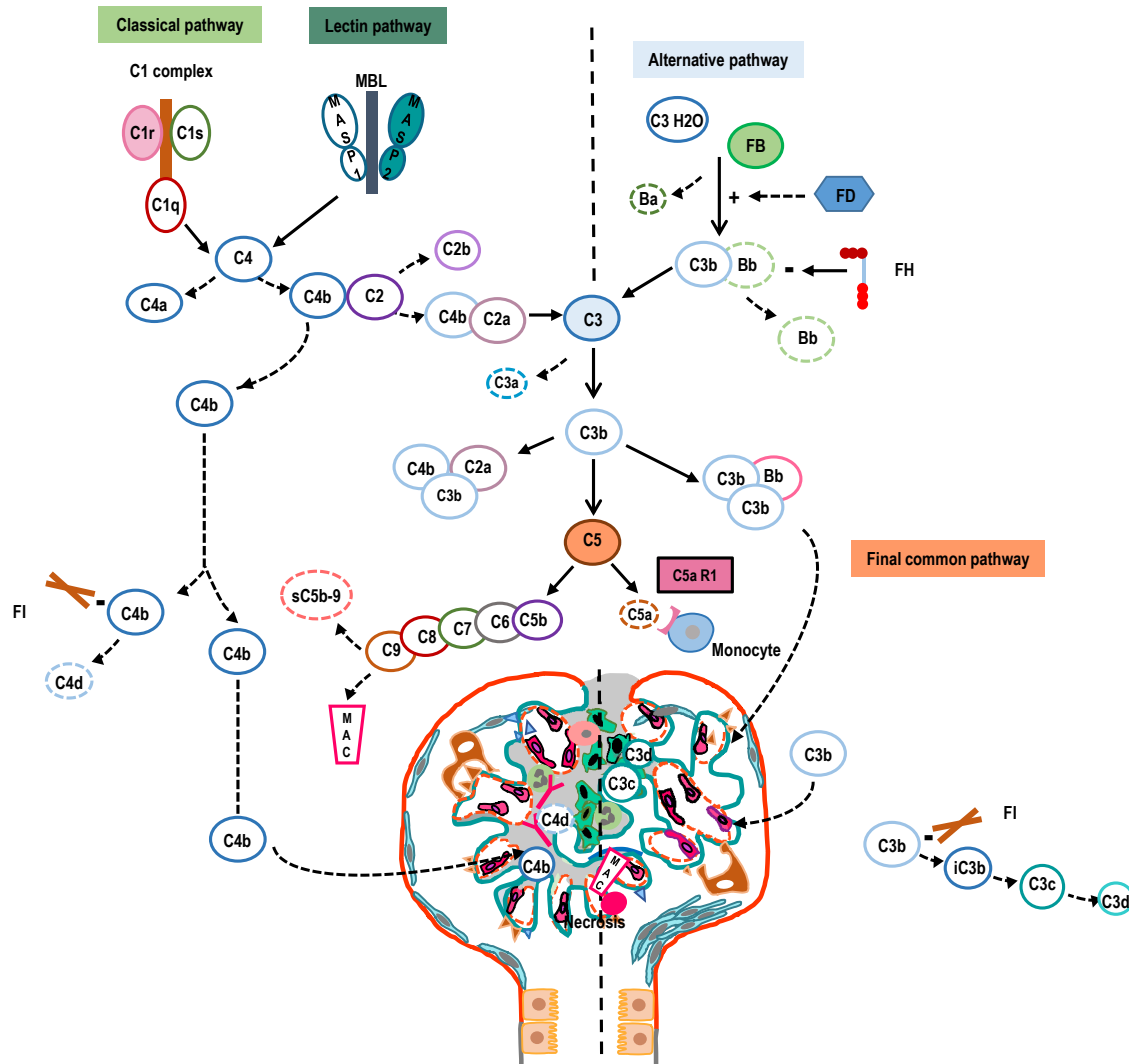 Classical pathway
Lectin pathway
Alternative pathway
C1 complex
MBL
C1r
C1s
C1q
MASP1
MASP2
C3 H2O
FB
Ba
+
FD
C4
C2b
C3b
Bb
-
FH
C4a
C4b
C2
C4b
C2a
C3
Bb
C3a
C4b
C3b
C4b
C2a
C3b
C3b
Bb
C3b
C5
Final common pathway
C5a R1
sC5b-9
C5a
FI
-
C4b
C9
C8
C7
C6
C5b
Monocyte
C4b
C4d
MAC
C3d
C3b
C3c
C4d
C4b
C4b
MAC
Necrosis
FI
C3b
-
iC3b
C3c
C3d